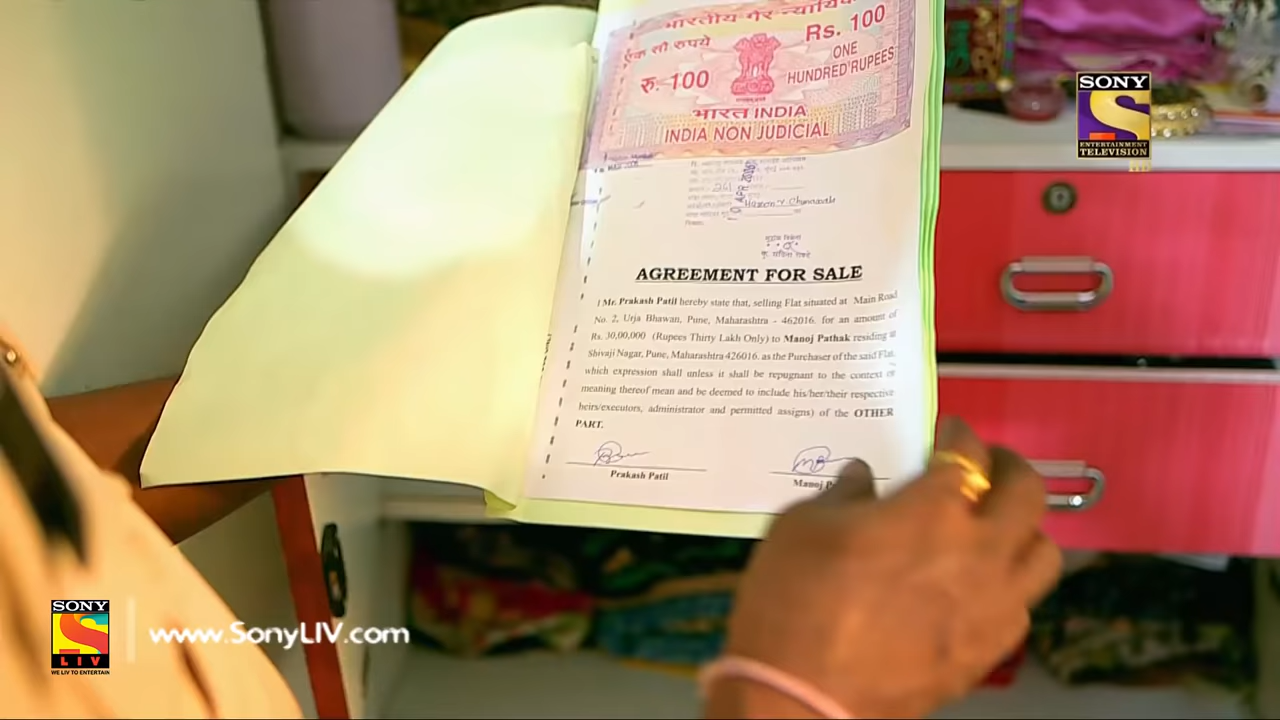 भारतीय गैर न्यायिक
एक सौ रुपये
Rs. 100
रु. 100
ONE
HUNDRED RUPEES
भारत INDIA
INDIA NON JUDICIAL
SONY
ENTERTAINMENT
TELEVISION
AGREEMENT FOR SALE
I Mr. Prakash Patil hereby state that, selling Flat situated at Main Road
No. 2, Urja Bhawan, Pune, Maharashtra - 462016. for an amount of
Rs. 30,00,000 (Rupees Thirty Lakh Only) to Manoj Pathak residing at
Shivaji Nagar, Pune, Maharashtra 426016. as the Purchaser of the said Flat,
which expression shall unless it shall be repugnant to the context or
meaning thereof mean and be deemed to include his/her/their respective
heirs/executors, administrator and permitted assigns) of the OTHER
PART.
Prakash Patil
Manoj
SONY
LIV
WE LIV TO ENTERTAIN
www.SonyLIV.com